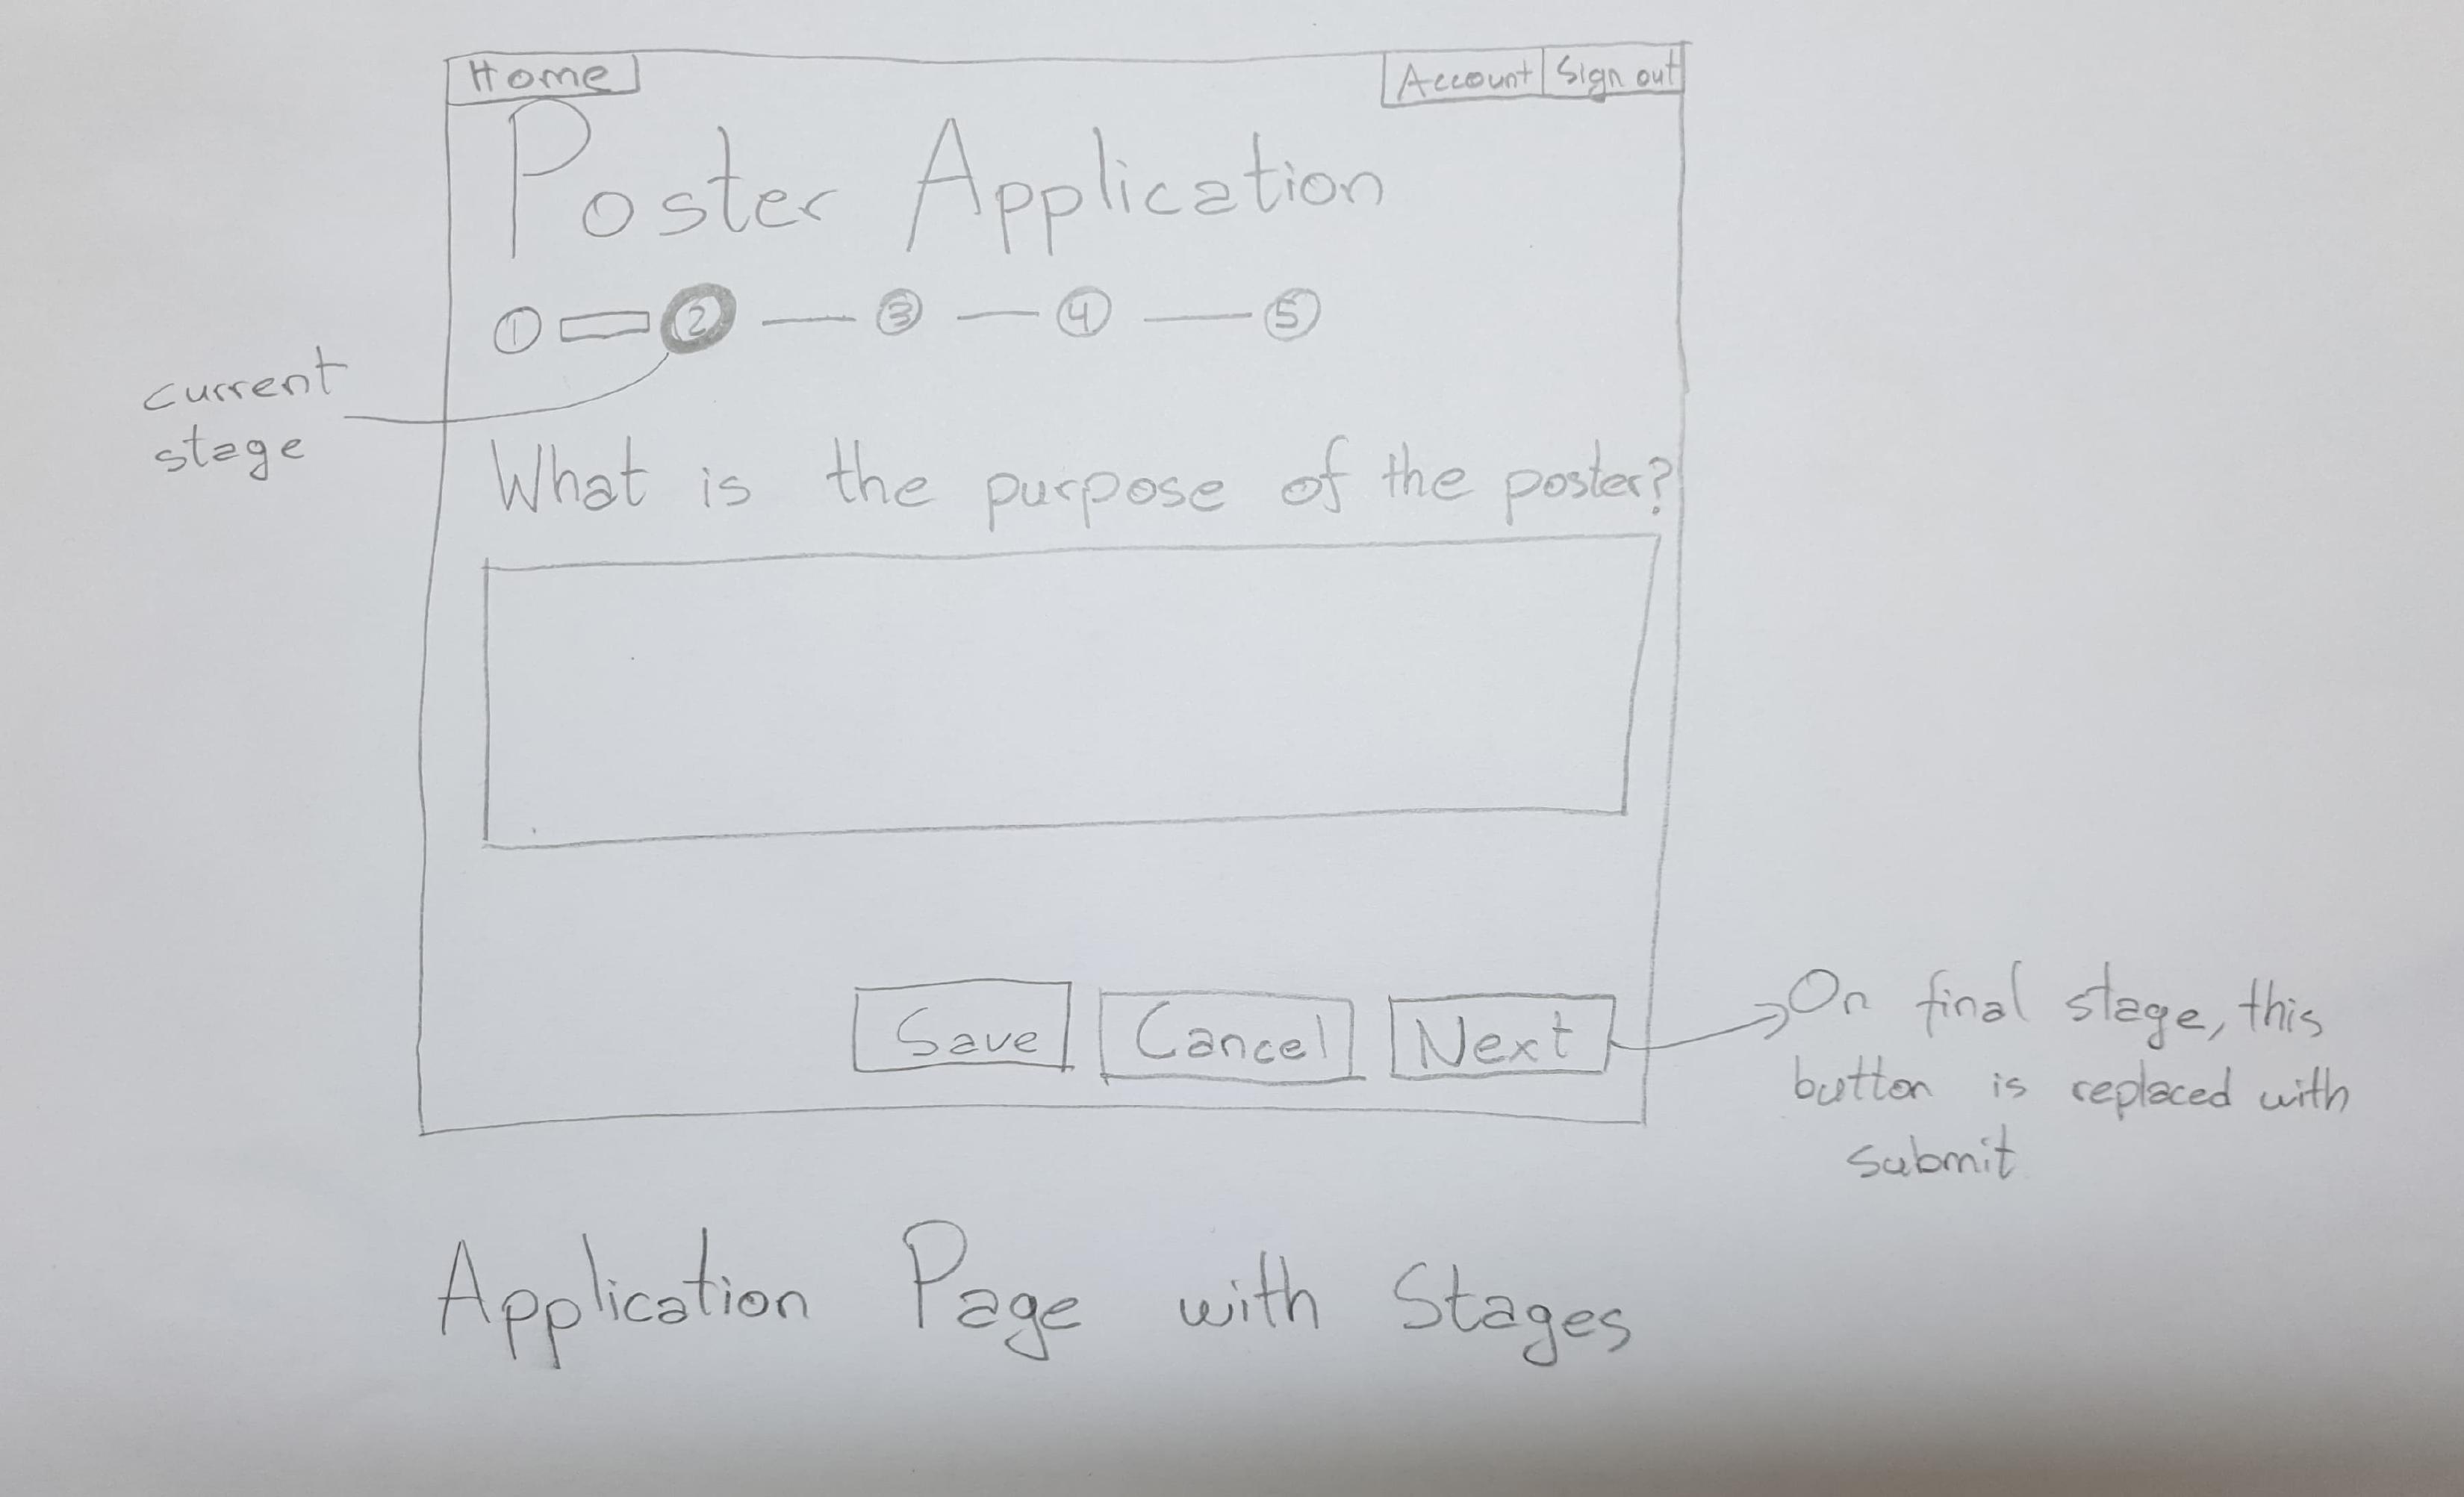 Home
Account
Sign out
Poster Application
1 2 3 4 5
current
stage
What is the purpose of the poster?
Save
Cancel
Next
On final stage, this
button is replaced with
submit
Application Page with Stages